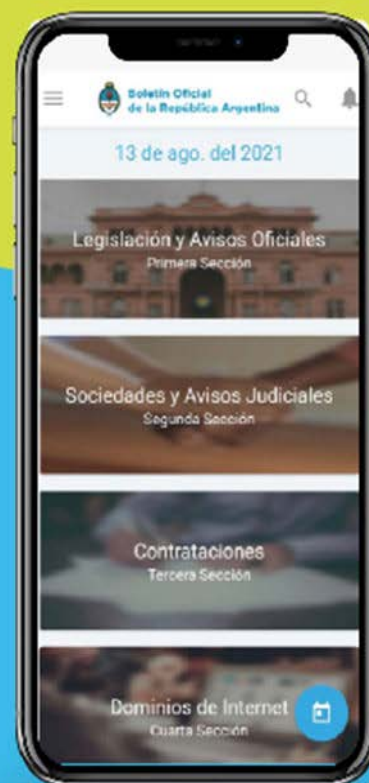 Boletín Oficial
de la República Argentina
13 de ago. del 2021
Legislación y Avisos Oficiales
Primera Sección
Sociedades y Avisos Judiciales
Segunda Sección
Contrataciones
Tercera Sección
Dominios de Internet
Cuarta Sección